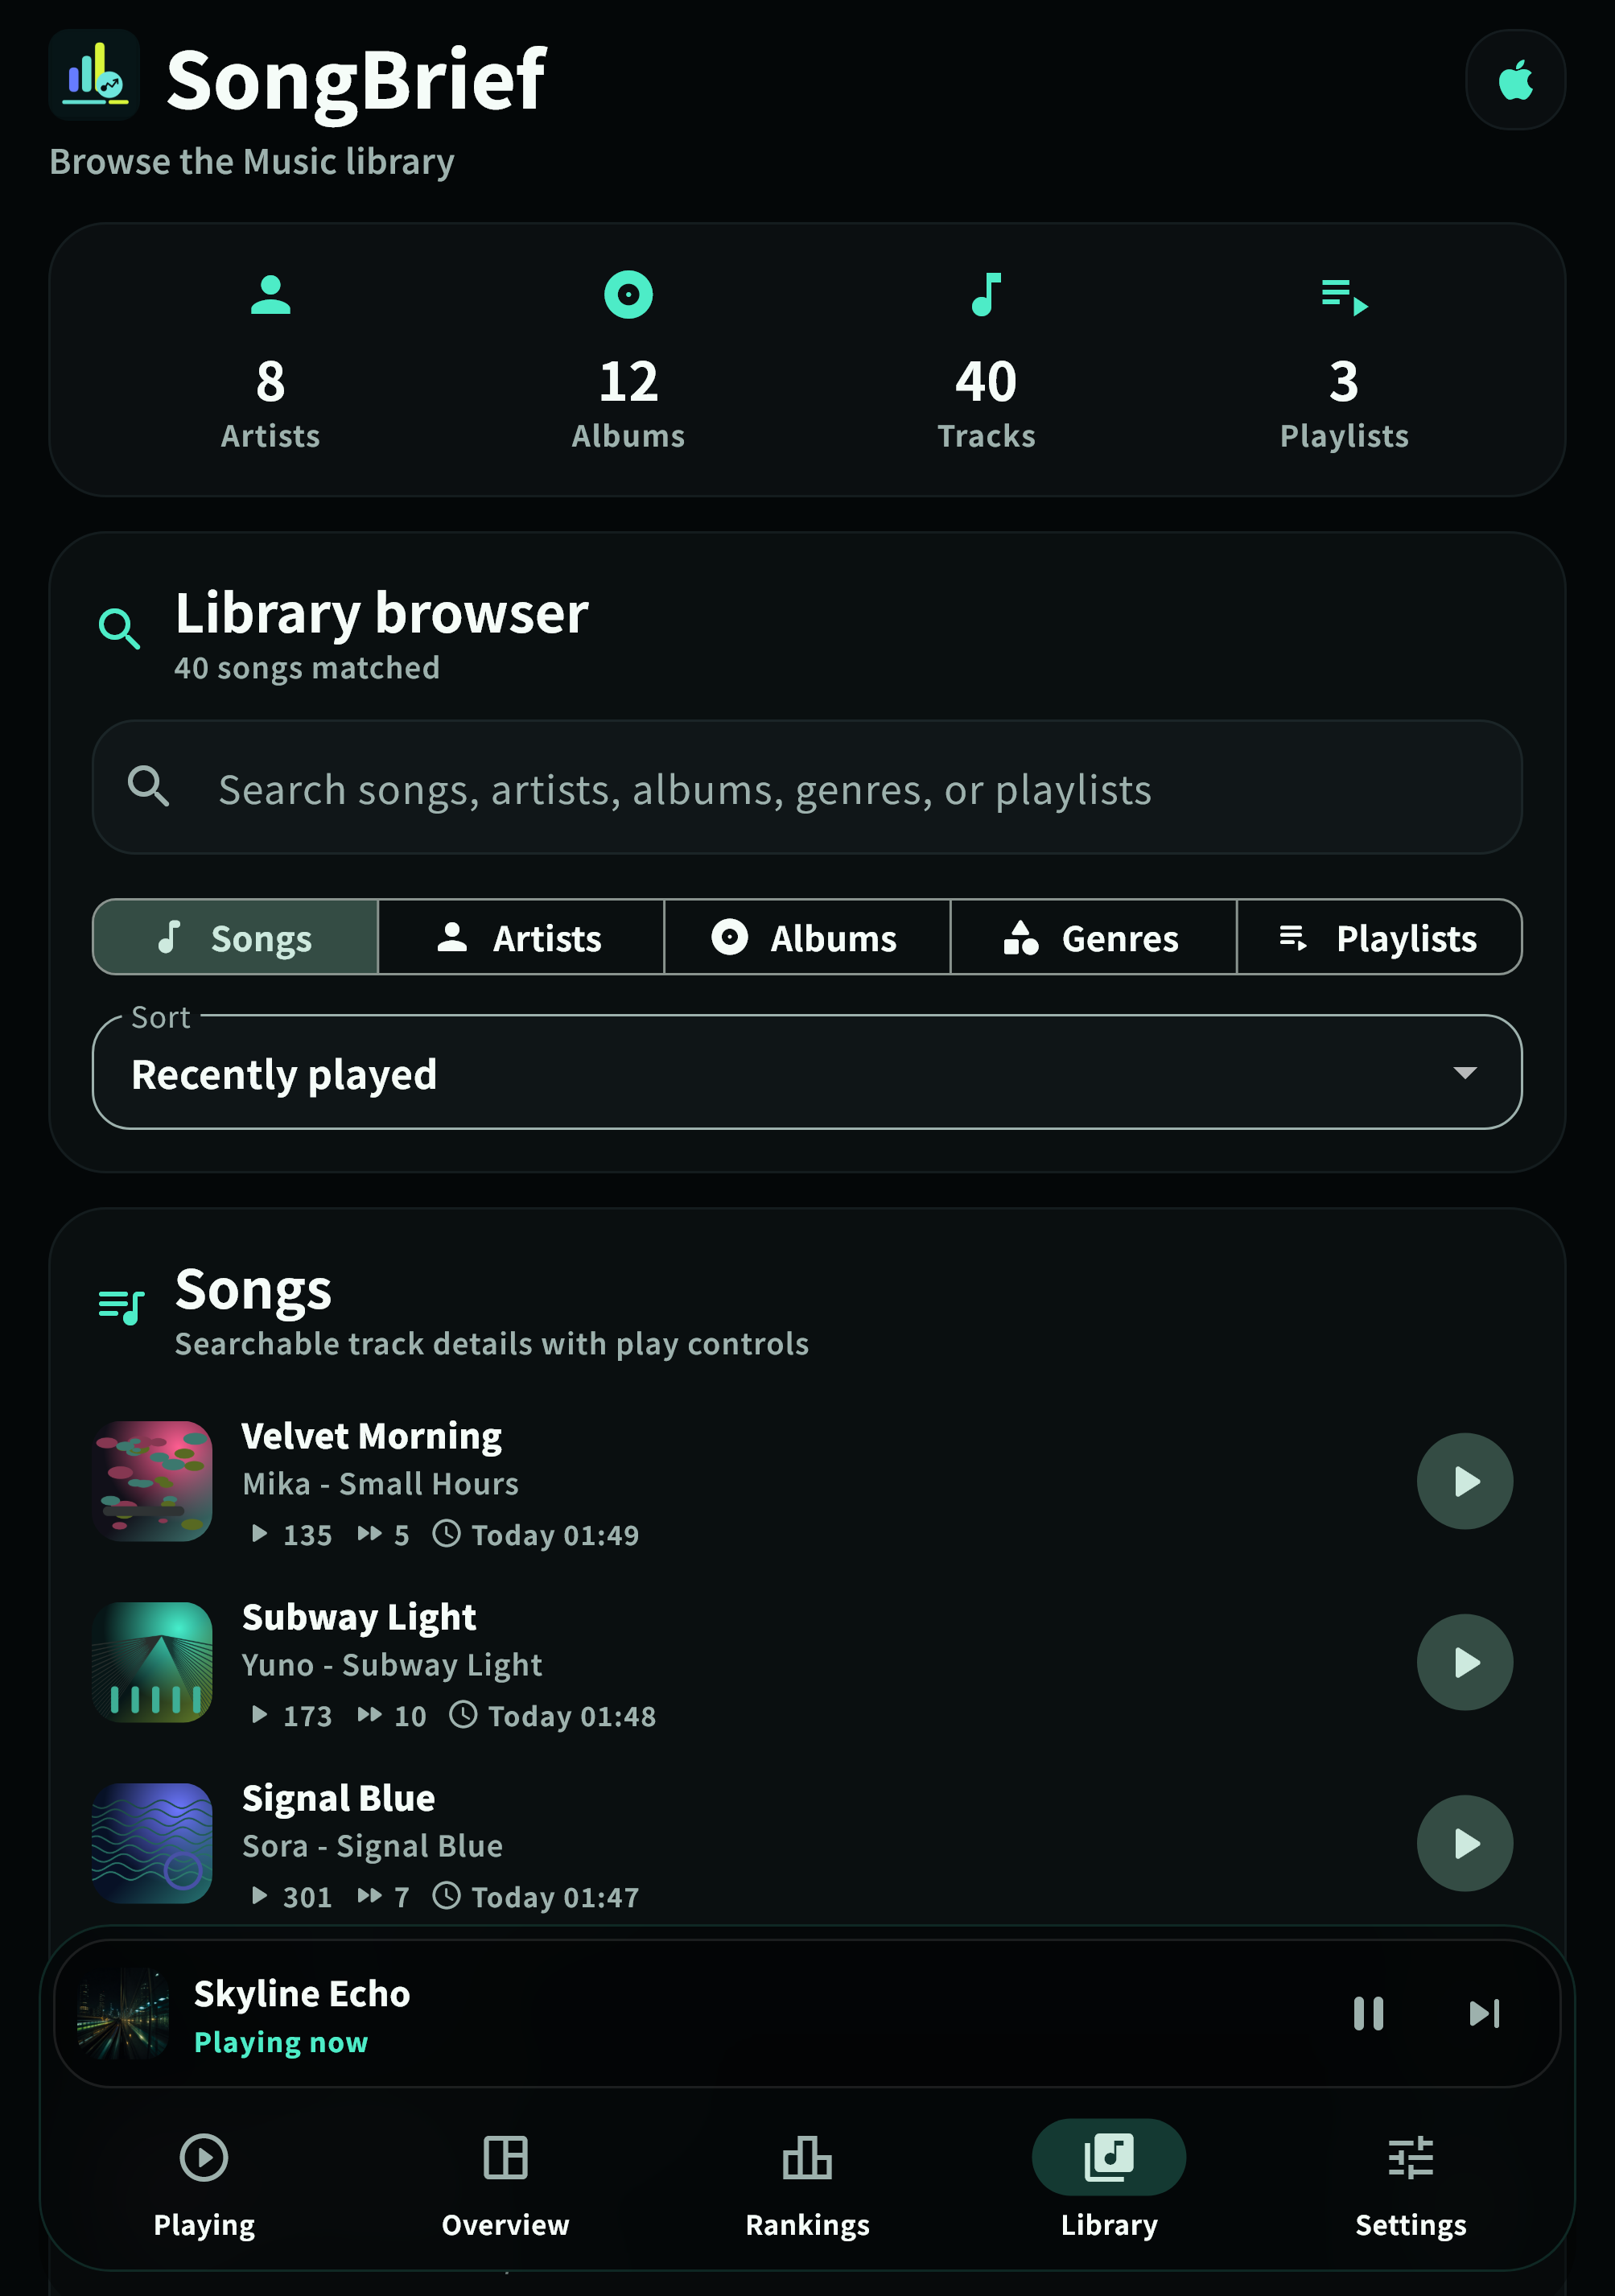 SongBrief
Browse the Music library
8
Artists
12
Albums
40
Tracks
3
Playlists
Library browser
40 songs matched
Search songs, artists, albums, genres, or playlists
Songs
Artists
Albums
Genres
Playlists
Sort
Recently played
Songs
Searchable track details with play controls
Velvet Morning
Mika - Small Hours
135 5 Today 01:49
Subway Light
Yuno - Subway Light
173 10 Today 01:48
Signal Blue
Sora - Signal Blue
301 7 Today 01:47
Skyline Echo
Playing now
Playing
Overview
Rankings
Library
Settings